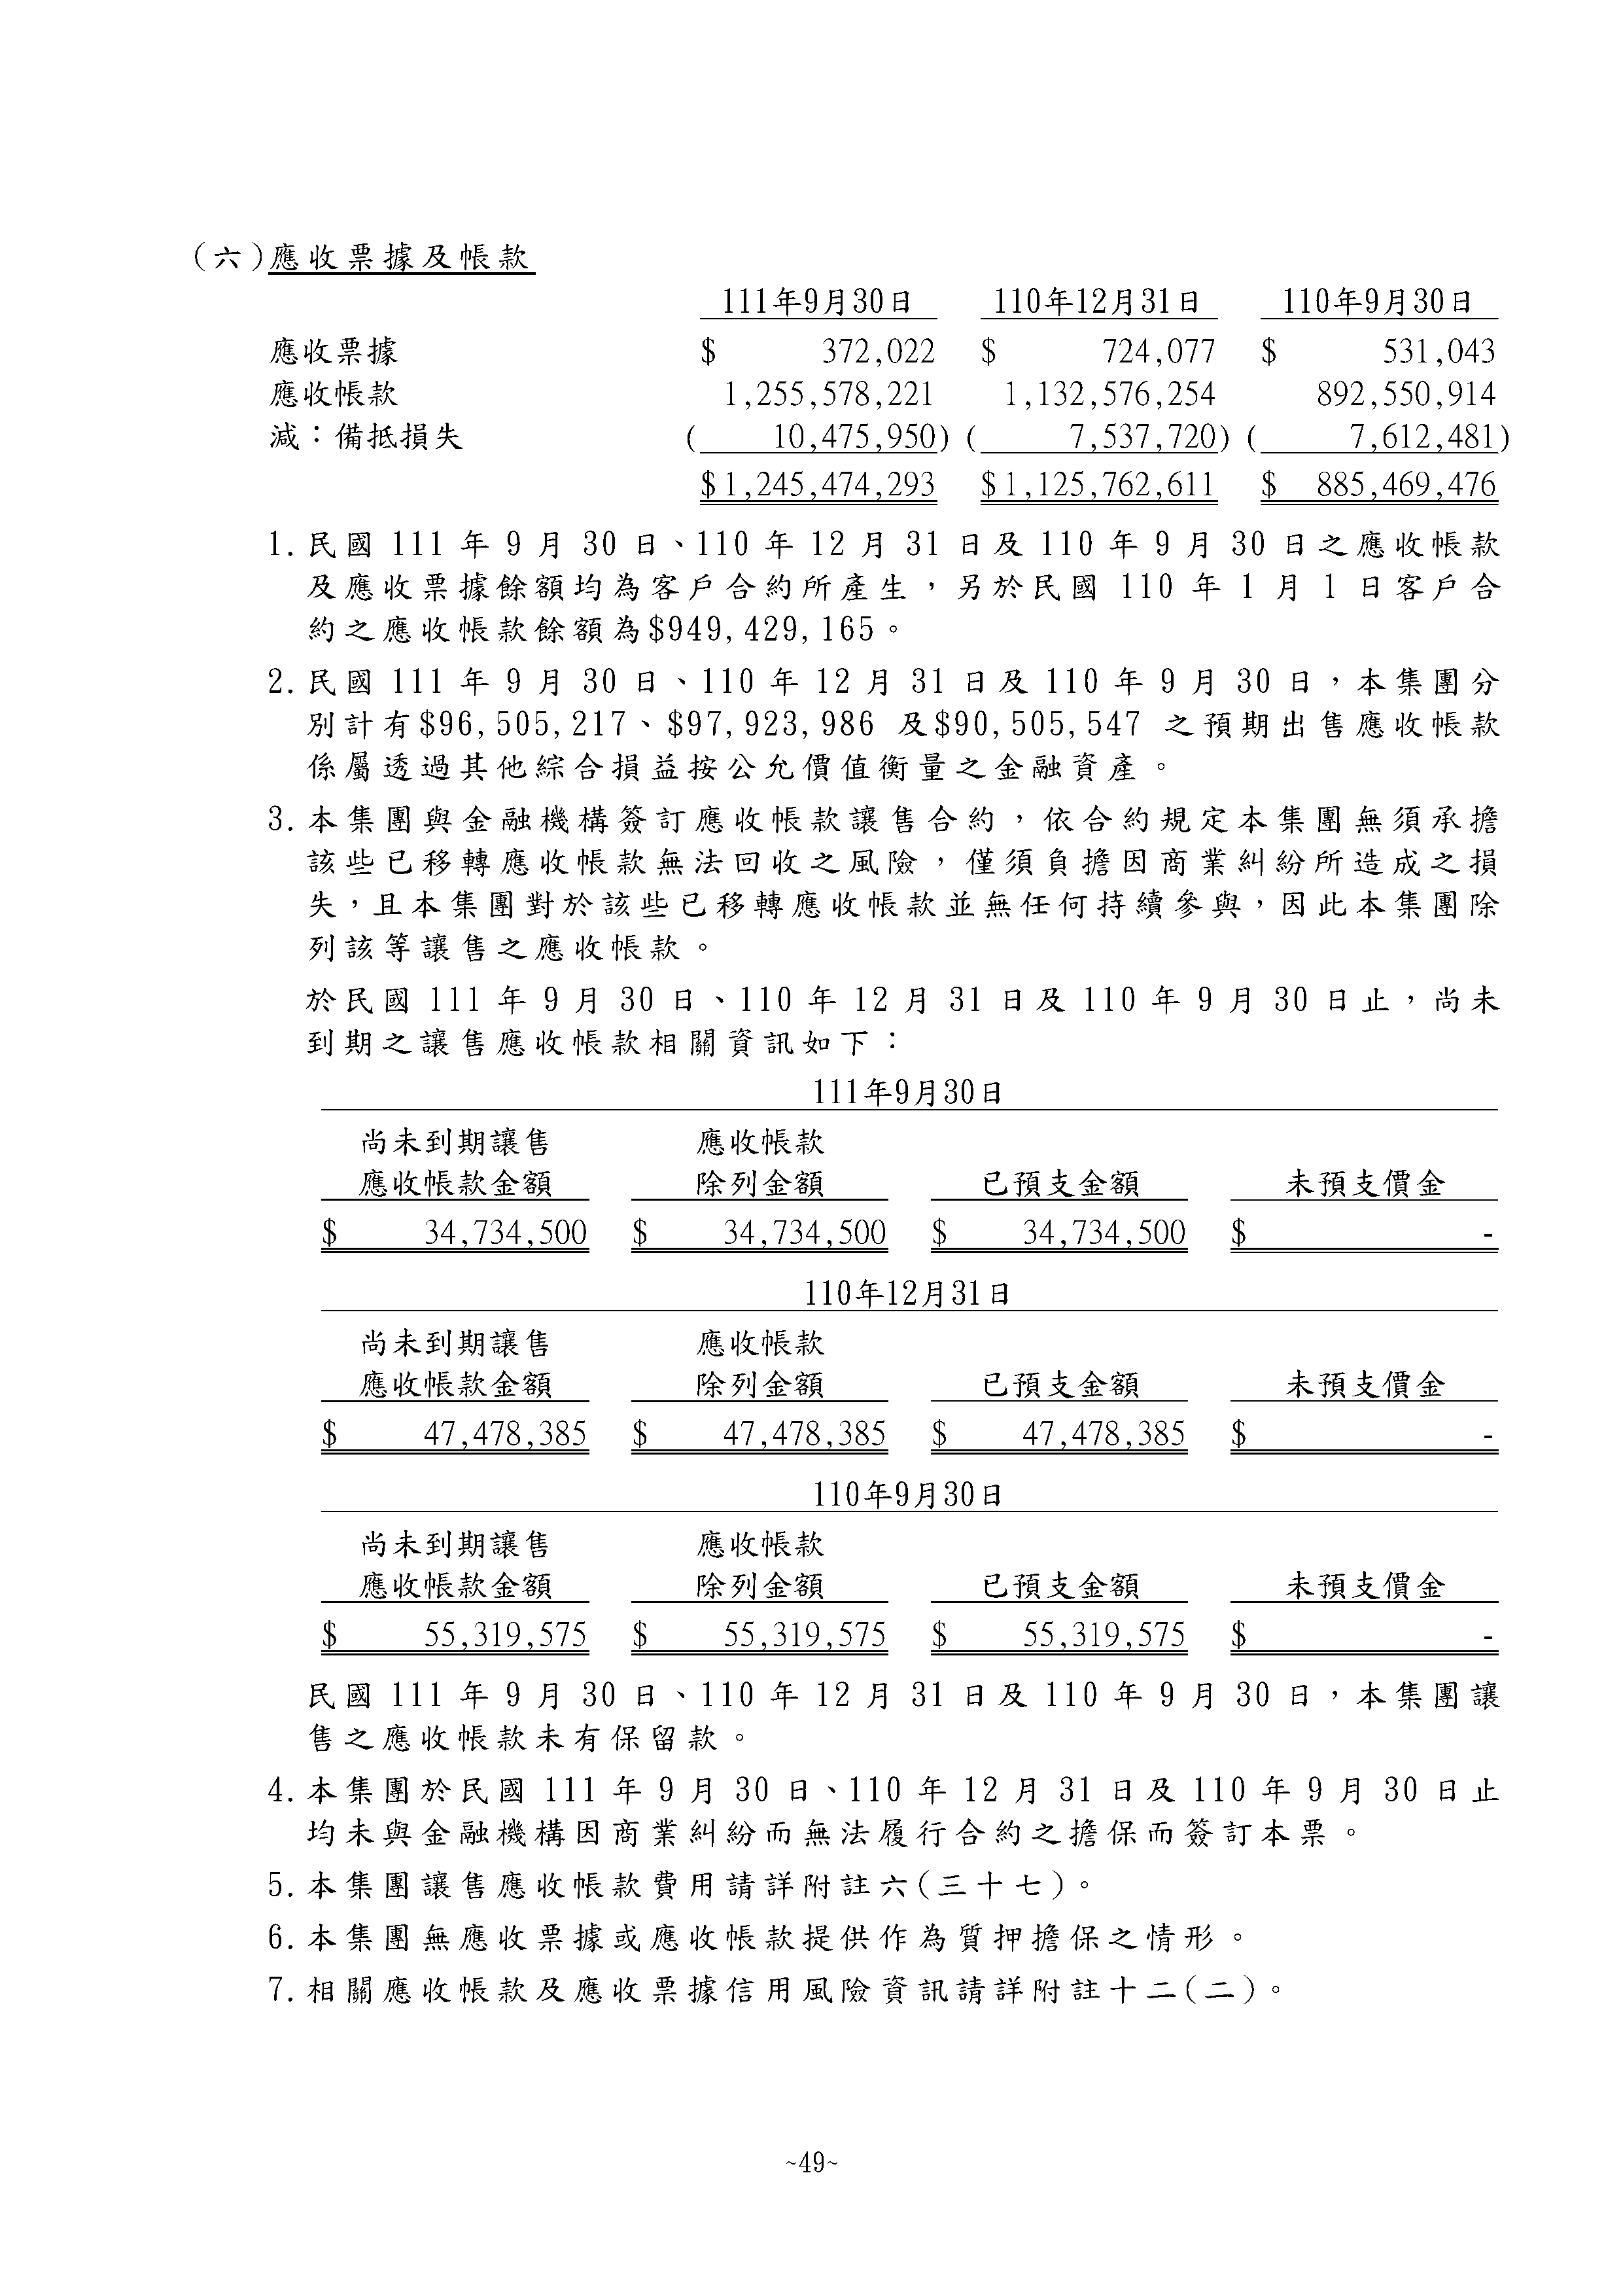 (六)應收票據及帳款
111年9月30日 110年12月31日 110年9月30日
應收票據 $ 372,022 $ 724,077 $ 531,043
應收帳款 1,255,578,221 1,132,576,254 892,550,914
減：備抵損失 ( 10,475,950) ( 7,537,720) ( 7,612,481)
$1,245,474,293 $1,125,762,611 $ 885,469,476
1.民國 111 年 9 月 30 日、110 年 12 月 31 日及 110 年 9 月 30 日之應收帳款
及應收票據餘額均為客戶合約所產生，另於民國 110 年 1 月 1 日客戶合
約之應收帳款餘額為$949,429,165。
2.民國 111 年 9 月 30 日、110 年 12 月 31 日及 110 年 9 月 30 日，本集團分
別計有$96,505,217、$97,923,986 及$90,505,547 之預期出售應收帳款
係屬透過其他綜合損益按公允價值衡量之金融資產。
3.本集團與金融機構簽訂應收帳款讓售合約，依合約規定本集團無須承擔
該些已移轉應收帳款無法回收之風險，僅須負擔因商業糾紛所造成之損
失，且本集團對於該些已移轉應收帳款並無任何持續參與，因此本集團除
列該等讓售之應收帳款。
於民國 111 年 9 月 30 日、110 年 12 月 31 日及 110 年 9 月 30 日止，尚未
到期之讓售應收帳款相關資訊如下：
111年9月30日
尚未到期讓售 應收帳款
應收帳款金額 除列金額 已預支金額 未預支價金
$ 34,734,500 $ 34,734,500 $ 34,734,500 $ -
110年12月31日
尚未到期讓售 應收帳款
應收帳款金額 除列金額 已預支金額 未預支價金
$ 47,478,385 $ 47,478,385 $ 47,478,385 $ -
110年9月30日
尚未到期讓售 應收帳款
應收帳款金額 除列金額 已預支金額 未預支價金
$ 55,319,575 $ 55,319,575 $ 55,319,575 $ -
民國 111 年 9 月 30 日、110 年 12 月 31 日及 110 年 9 月 30 日，本集團讓
售之應收帳款未有保留款。
4.本集團於民國 111 年 9 月 30 日、110 年 12 月 31 日及 110 年 9 月 30 日止
均未與金融機構因商業糾紛而無法履行合約之擔保而簽訂本票。
5.本集團讓售應收帳款費用請詳附註六(三十七)。
6.本集團無應收票據或應收帳款提供作為質押擔保之情形。
7.相關應收帳款及應收票據信用風險資訊請詳附註十二(二)。
~49~